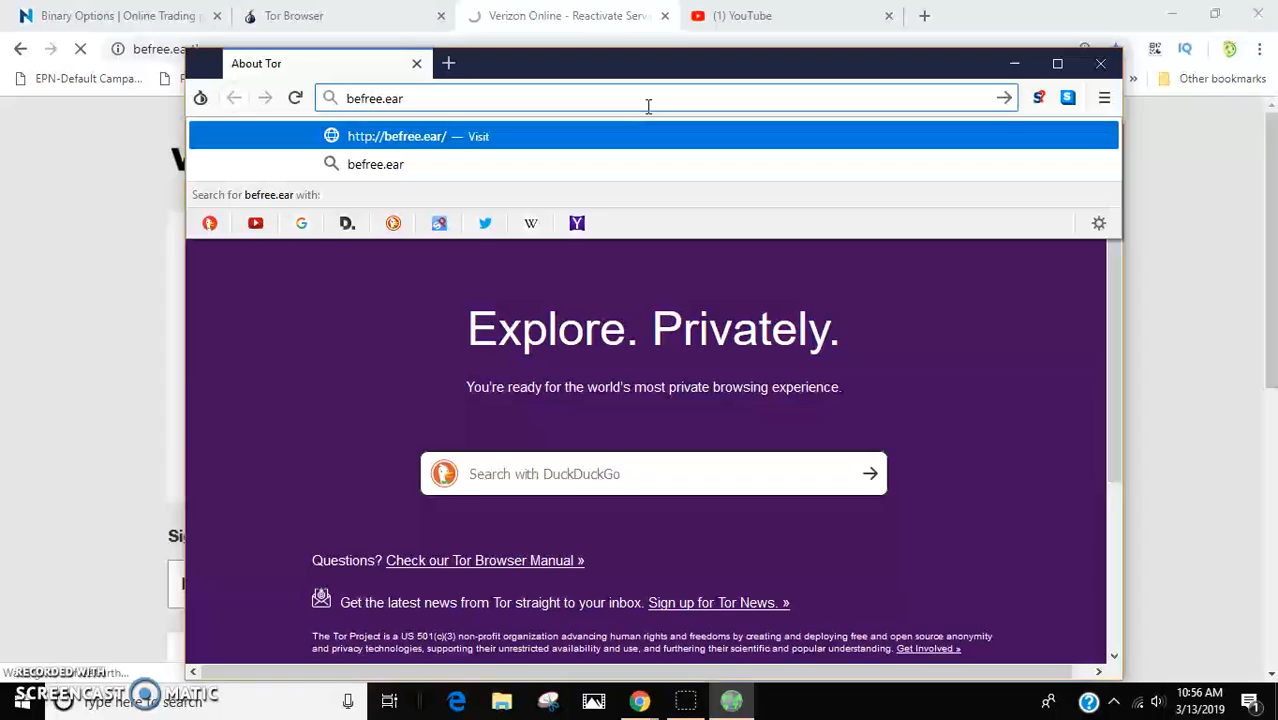 Binary Options | Online Trading p
Tor Browser
Verizon Online - Reactivate Serv
(1) YouTube
befree.ear
EPN-Default Campa...
Other bookmarks
About Tor
befree.ear
http://befree.ear/ — Visit
befree.ear
Search for befree.ear with:
Explore. Privately.
You're ready for the world's most private browsing experience.
Search with DuckDuckGo
Questions? Check our Tor Browser Manual »
Get the latest news from Tor straight to your inbox. Sign up for Tor News. »
The Tor Project is a US 501(c)(3) non-profit organization advancing human rights and freedoms by creating and deploying free and open source anonymity
and privacy technologies, supporting their unrestricted availability and use, and furthering their scientific and popular understanding. Get Involved »
RECORDED WITH
SCREENCAST MATIC
Type here to search
10:56 AM
3/13/2019